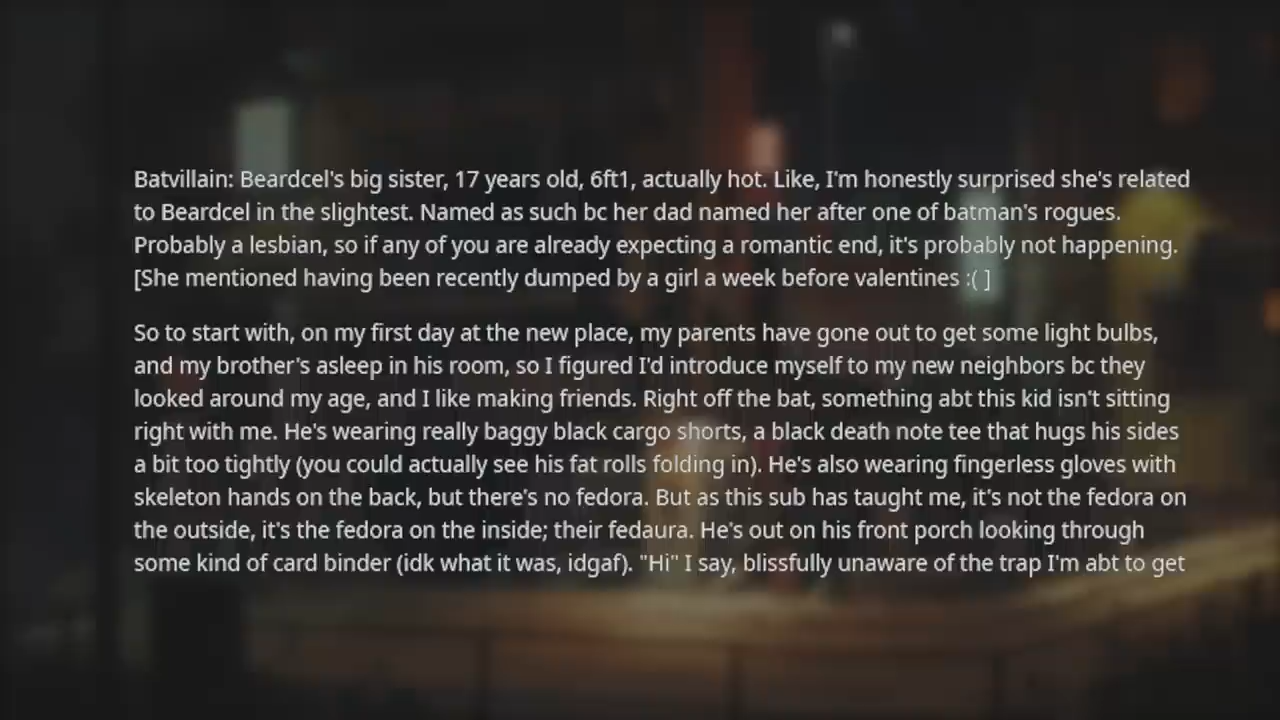 Batvillain: Beardcel's big sister, 17 years old, 6ft1, actually hot. Like, I'm honestly surprised she's related
to Beardcel in the slightest. Named as such bc her dad named her after one of batman's rogues.
Probably a lesbian, so if any of you are already expecting a romantic end, it's probably not happening.
[She mentioned having been recently dumped by a girl a week before valentines :( ]
So to start with, on my first day at the new place, my parents have gone out to get some light bulbs,
and my brother's asleep in his room, so I figured I'd introduce myself to my new neighbors bc they
looked around my age, and I like making friends. Right off the bat, something abt this kid isn't sitting
right with me. He's wearing really baggy black cargo shorts, a black death note tee that hugs his sides
a bit too tightly (you could actually see his fat rolls folding in). He's also wearing fingerless gloves with
skeleton hands on the back, but there's no fedora. But as this sub has taught me, it's not the fedora on
the outside, it's the fedora on the inside; their fedaura. He's out on his front porch looking through
some kind of card binder (idk what it was, idgaf). "Hi" I say, blissfully unaware of the trap I'm abt to get